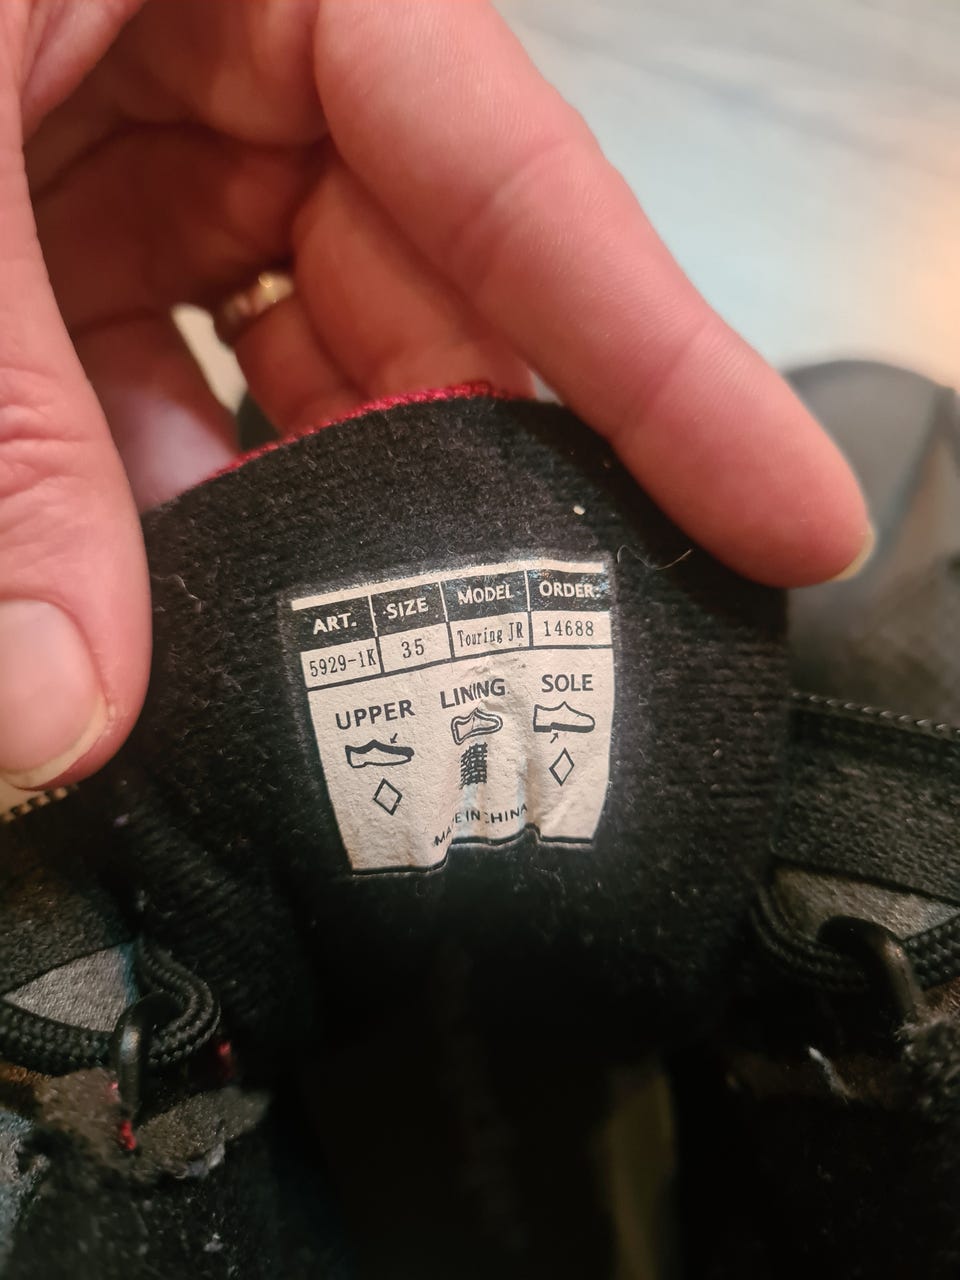 ART. SIZE MODEL ORDER.
5929-1K 35 Touring JR 14688
UPPER LINING SOLE
MADE IN CHINA